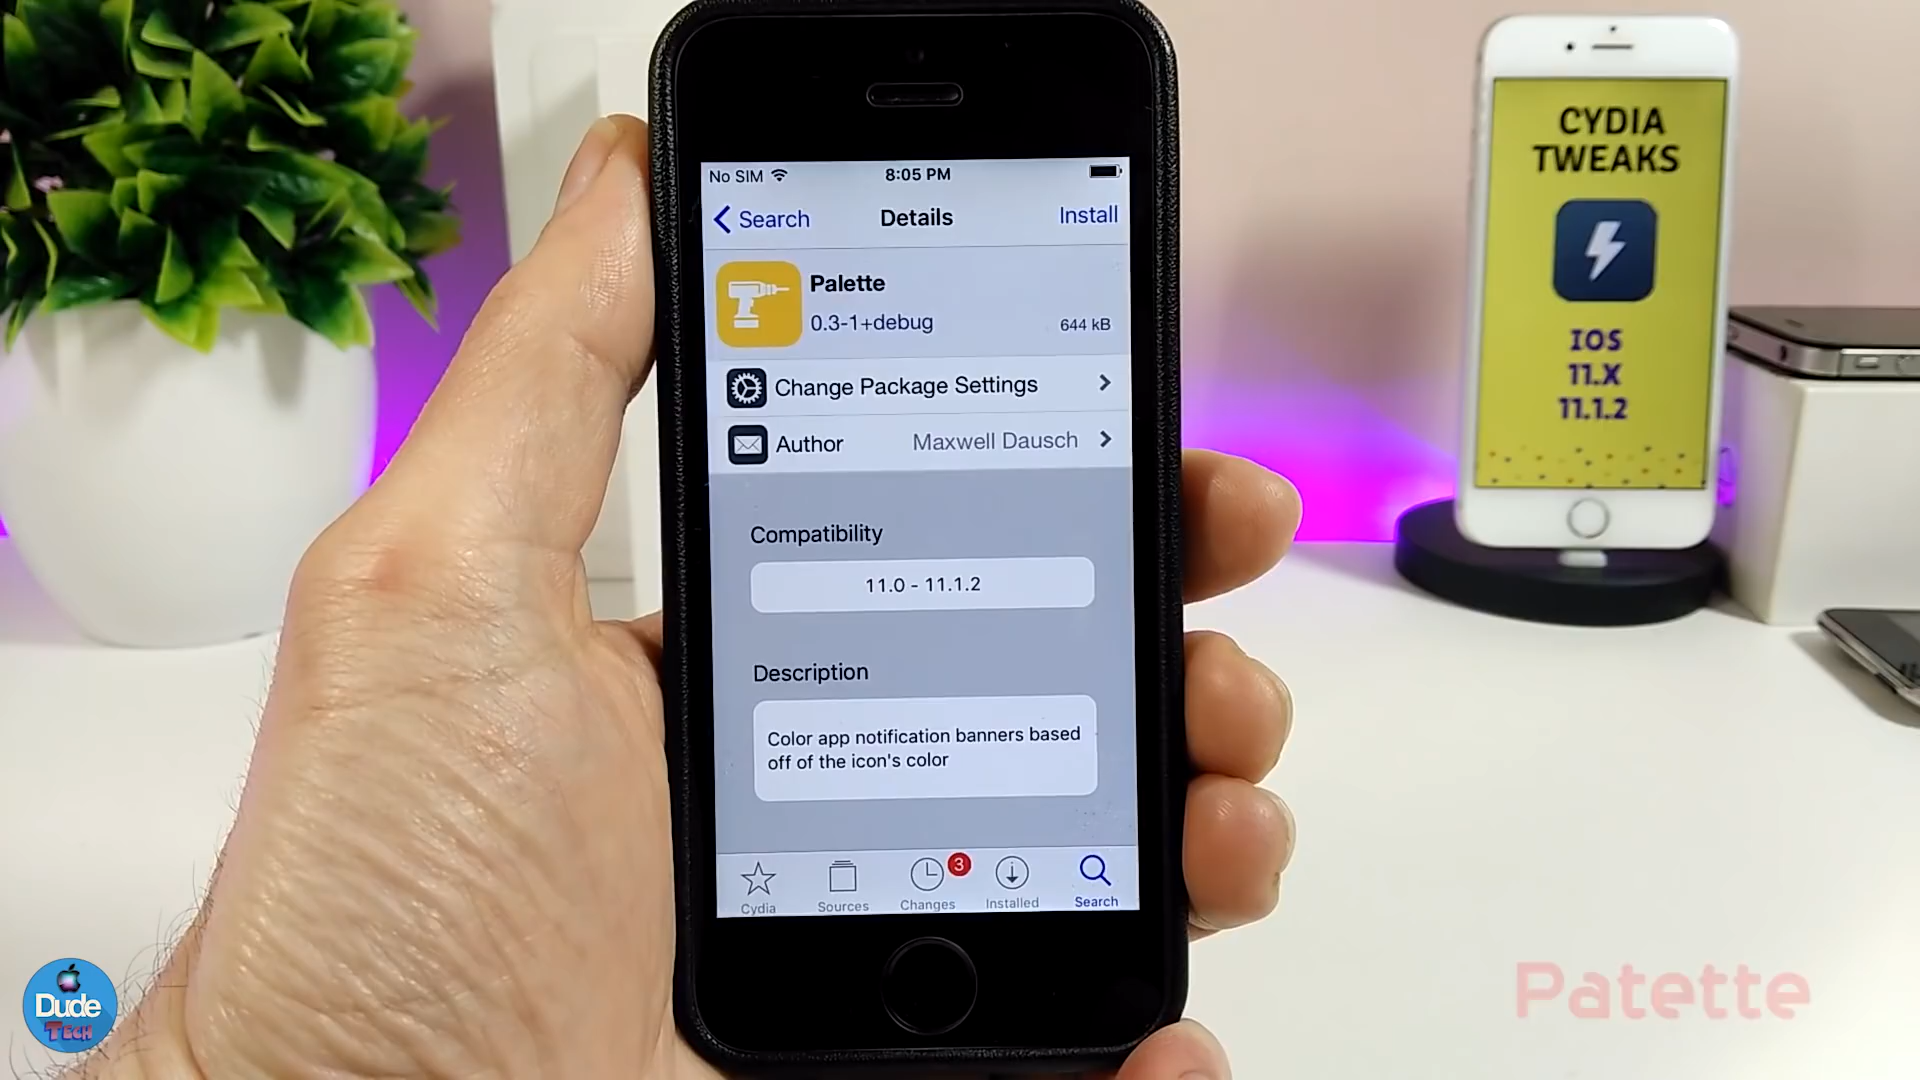 No SIM 8:05 PM
Search Details Install
Palette
0.3-1+debug 644 kB
Change Package Settings
Author Maxwell Dausch
Compatibility
11.0 - 11.1.2
Description
Color app notification banners based
off of the icon's color
3
Cydia Sources Changes Installed Search
CYDIA
TWEAKS
IOS
11.X
11.1.2
Dude
TECH
Patette